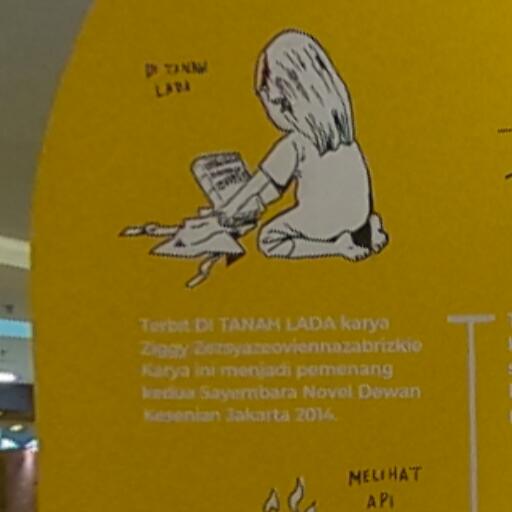 DI TANAH
LADA
Terbit DI TANAH LADA karya
Ziggy Zezsyazeoviennazabrizkie
Karya ini menjadi pemenang
kedua Sayembara Novel Dewan
Kesenian Jakarta 2014.
MELIHAT
API